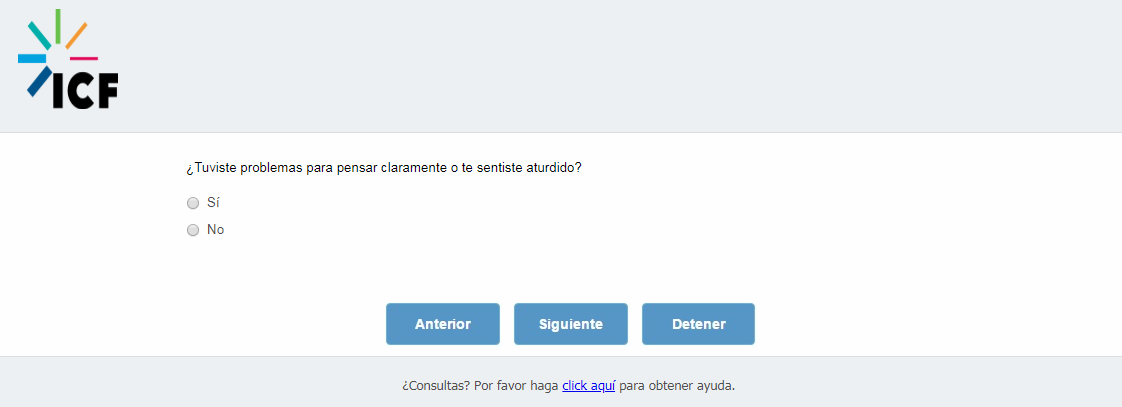 ICF
¿Tuviste problemas para pensar claramente o te sentiste aturdido?
Sí
No
Anterior
Siguiente
Detener
¿Consultas? Por favor haga click aquí para obtener ayuda.